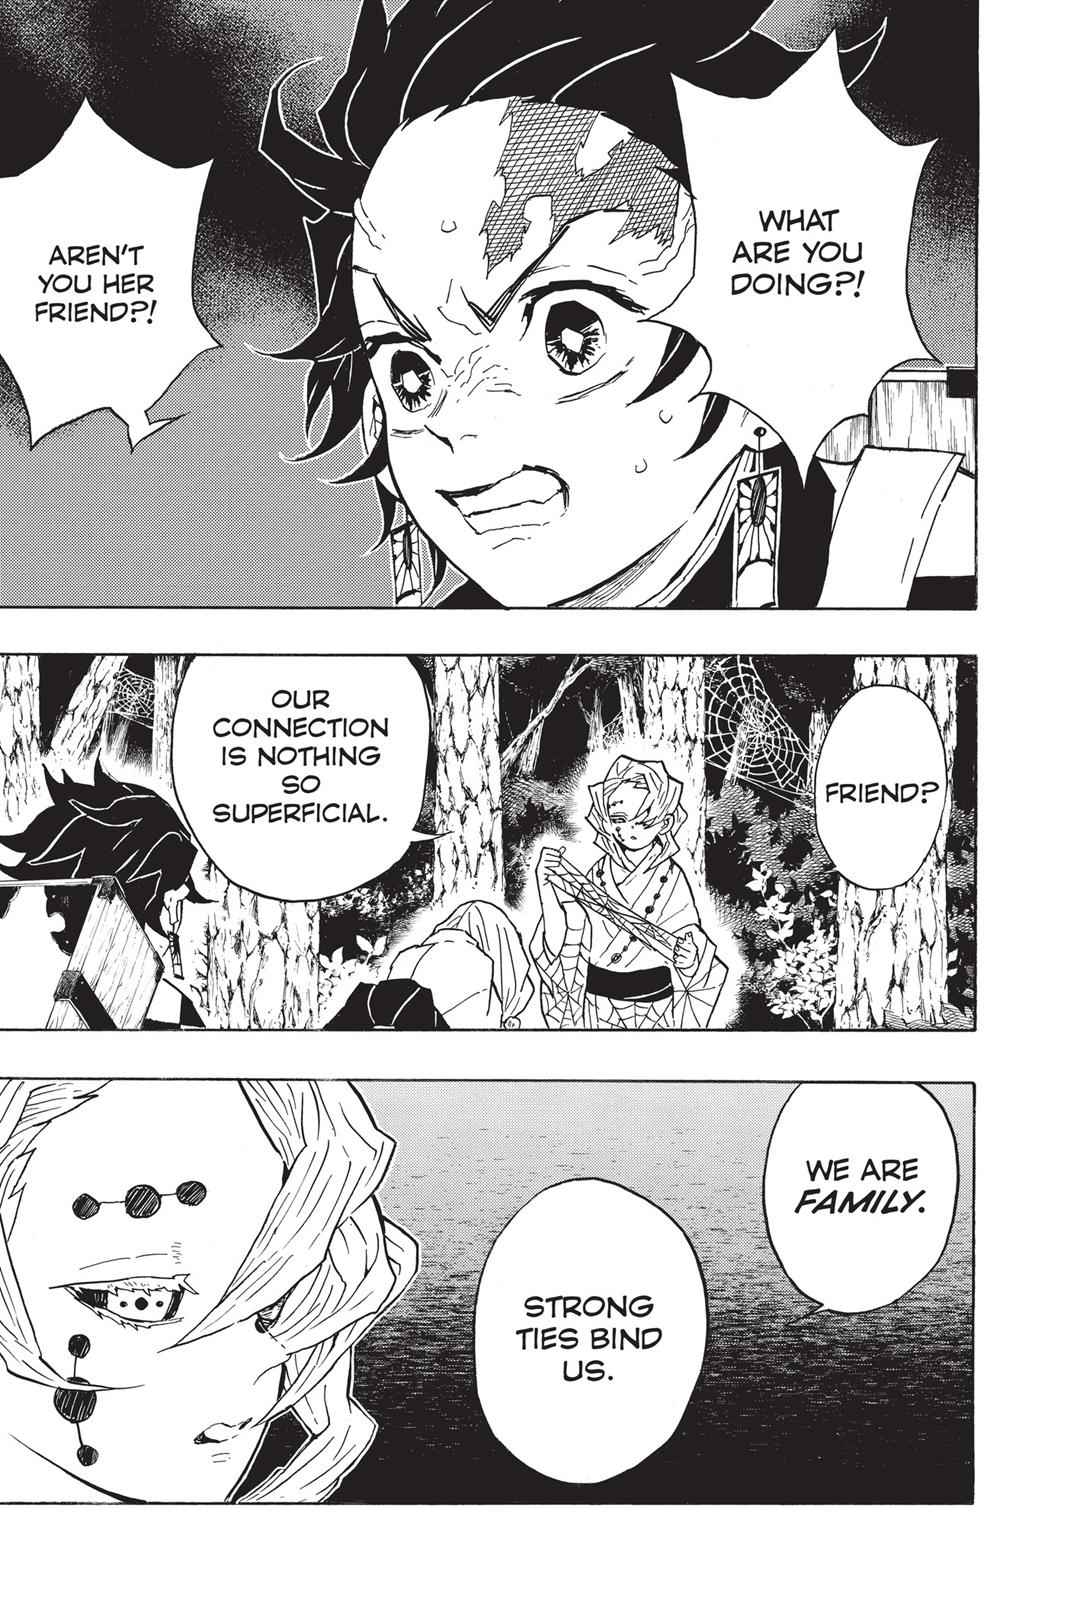 WHAT
ARE YOU
DOING?!
AREN'T
YOU HER
FRIEND?!
FRIEND?
OUR
CONNECTION
IS NOTHING
SO
SUPERFICIAL.
WE ARE
FAMILY.
STRONG
TIES BIND
US.